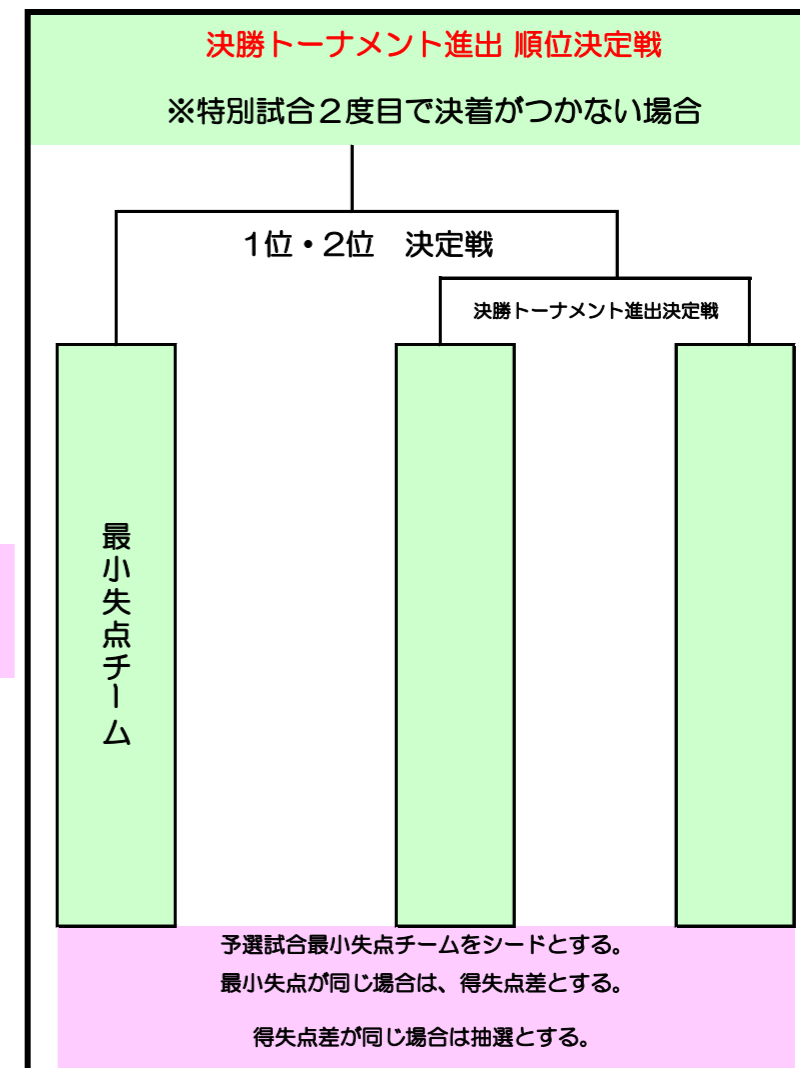 決勝トーナメント進出 順位決定戦
※特別試合２度目で決着がつかない場合
1位・2位　決定戦
決勝トーナメント進出決定戦
最小失点チーム
予選試合最小失点チームをシードとする。
最小失点が同じ場合は、得失点差とする。
得失点差が同じ場合は抽選とする。